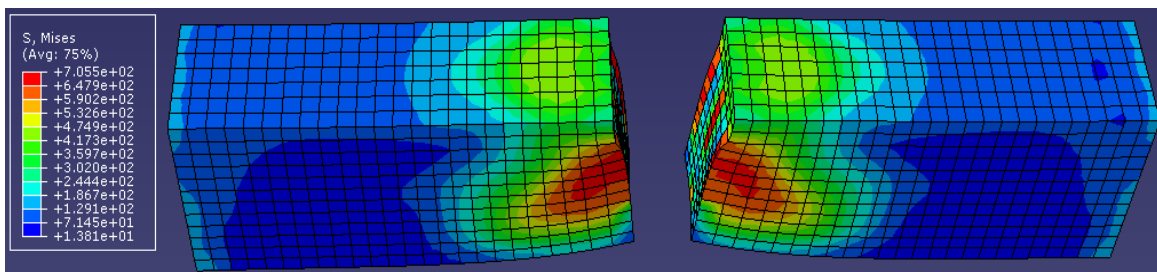 S, Mises
(Avg: 75%)
+7.055e+02
+6.479e+02
+5.902e+02
+5.326e+02
+4.749e+02
+4.173e+02
+3.597e+02
+3.020e+02
+2.444e+02
+1.867e+02
+1.291e+02
+7.145e+01
+1.381e+01